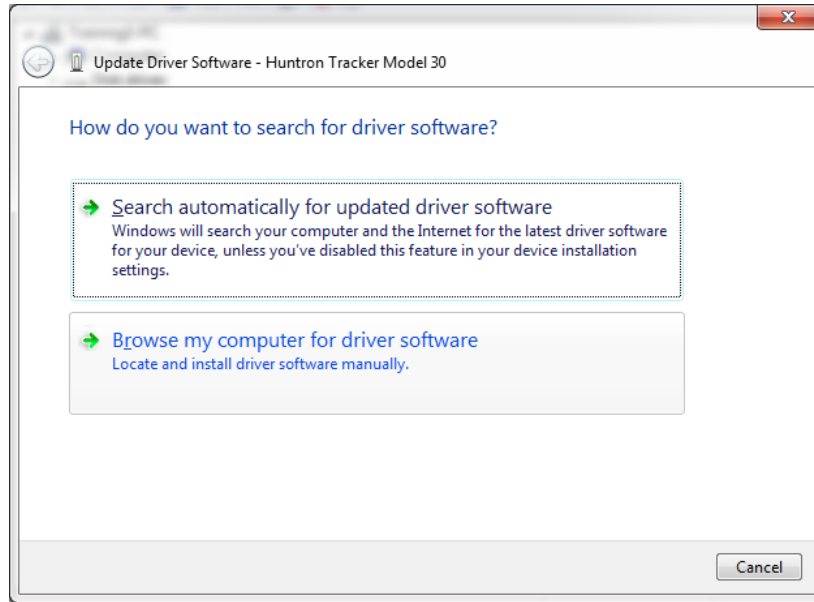 Update Driver Software - Huntron Tracker Model 30
How do you want to search for driver software?
Search automatically for updated driver software
Windows will search your computer and the Internet for the latest driver software
for your device, unless you've disabled this feature in your device installation
settings.
Browse my computer for driver software
Locate and install driver software manually.
Cancel